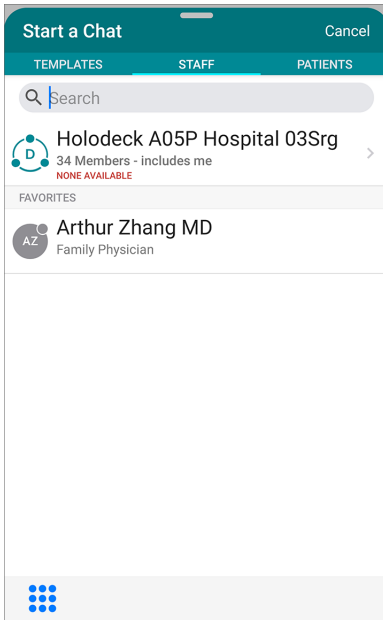 Start a Chat
Cancel
TEMPLATES
STAFF
PATIENTS
Search
D
Holodeck A05P Hospital 03Srg
34 Members - includes me
NONE AVAILABLE
FAVORITES
AZ
Arthur Zhang MD
Family Physician